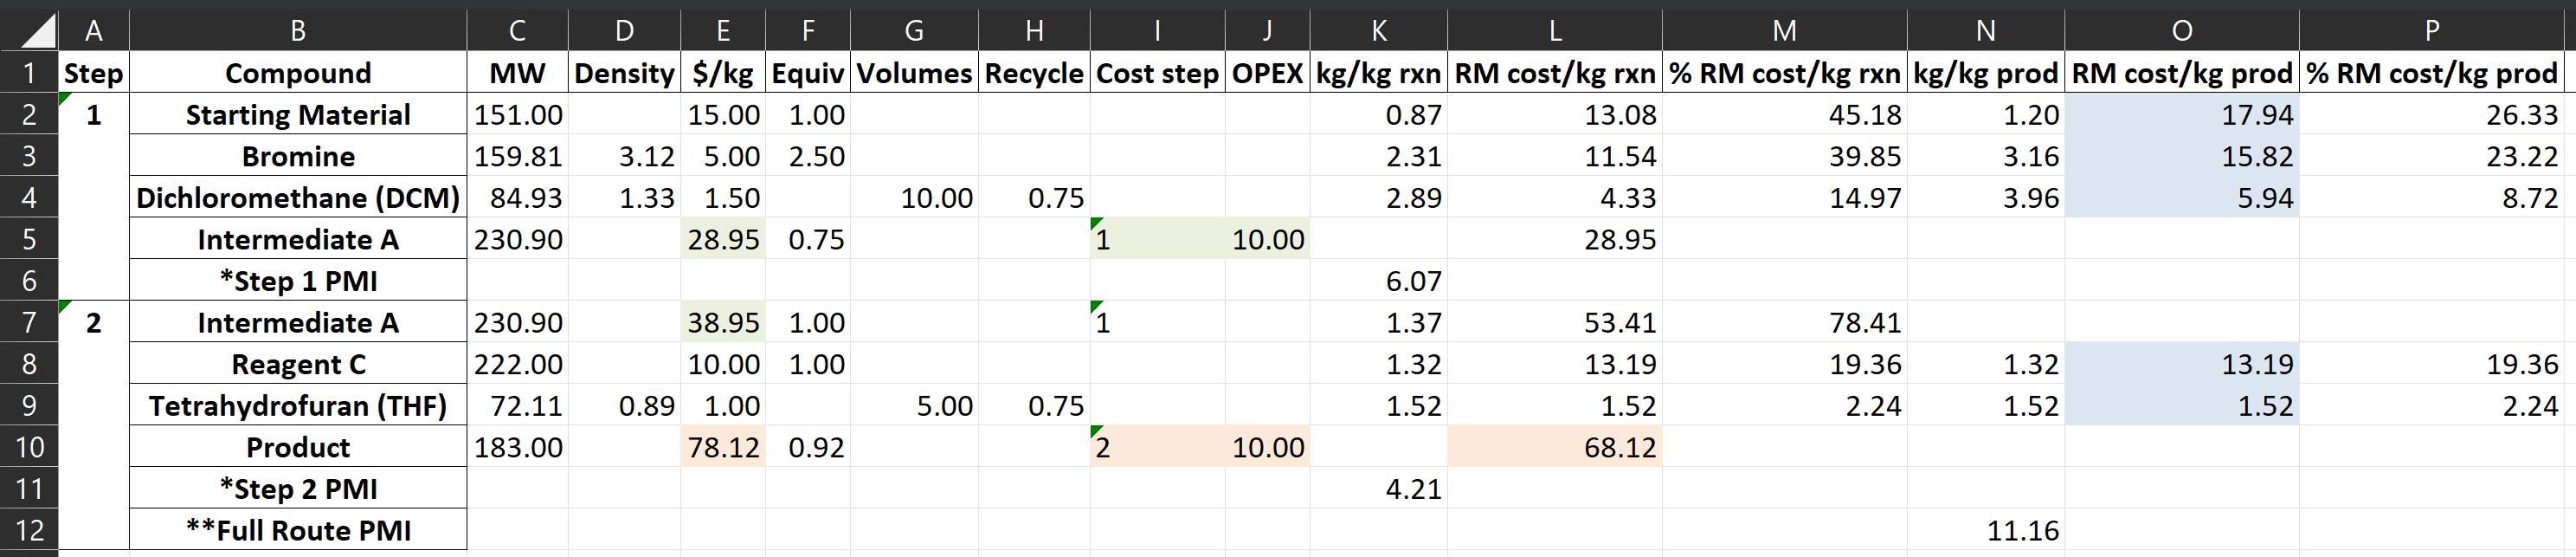 A B C D E F G H I J K L M N O P
1 Step Compound MW Density $/kg Equiv Volumes Recycle Cost step OPEX kg/kg rxn RM cost/kg rxn % RM cost/kg rxn kg/kg prod RM cost/kg prod % RM cost/kg prod
2 1 Starting Material 151.00 15.00 1.00 0.87 13.08 45.18 1.20 17.94 26.33
3 Bromine 159.81 3.12 5.00 2.50 2.31 11.54 39.85 3.16 15.82 23.22
4 Dichloromethane (DCM) 84.93 1.33 1.50 10.00 0.75 2.89 4.33 14.97 3.96 5.94 8.72
5 Intermediate A 230.90 28.95 0.75 1 10.00 28.95
6 *Step 1 PMI 6.07
7 2 Intermediate A 230.90 38.95 1.00 1 1.37 53.41 78.41
8 Reagent C 222.00 10.00 1.00 1.32 13.19 19.36 1.32 13.19 19.36
9 Tetrahydrofuran (THF) 72.11 0.89 1.00 5.00 0.75 1.52 1.52 2.24 1.52 1.52 2.24
10 Product 183.00 78.12 0.92 2 10.00 68.12
11 *Step 2 PMI 4.21
12 **Full Route PMI 11.16